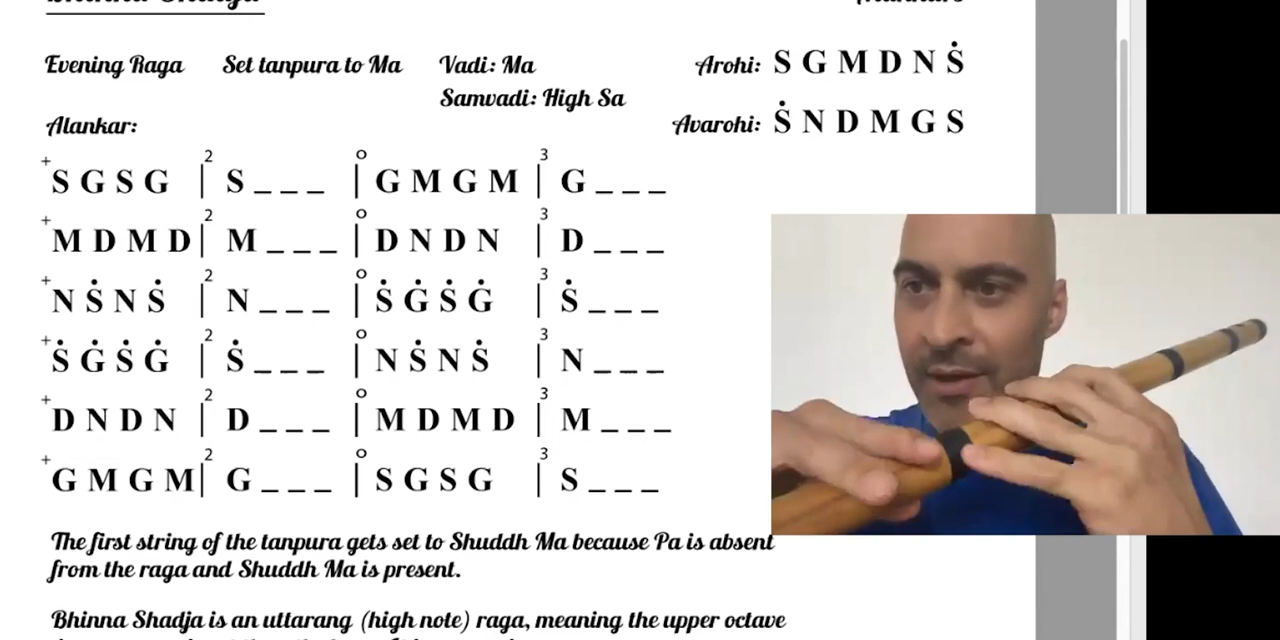 Evening Raga Set tanpura to Ma Vadi: Ma Arohi: S G M D N Ṡ
Samvadi: High Sa
Alankar: Avarohi: Ṡ N D M G S
+ S G S G | 2 S _ _ _ | o G M G M | 3 G _ _ _
+ M D M D | 2 M _ _ _ | o D N D N | 3 D _ _ _
+ N Ṡ N Ṡ | 2 N _ _ _ | o Ṡ Ġ Ṡ Ġ | 3 Ṡ _ _ _
+ Ṡ Ġ Ṡ Ġ | 2 Ṡ _ _ _ | o N Ṡ N Ṡ | 3 N _ _ _
+ D N D N | 2 D _ _ _ | o M D M D | 3 M _ _ _
+ G M G M | 2 G _ _ _ | o S G S G | 3 S _ _ _
The first string of the tanpura gets set to Shuddh Ma because Pa is absent
from the raga and Shuddh Ma is present.
Bhinna Shadja is an uttarang (high note) raga, meaning the upper octave